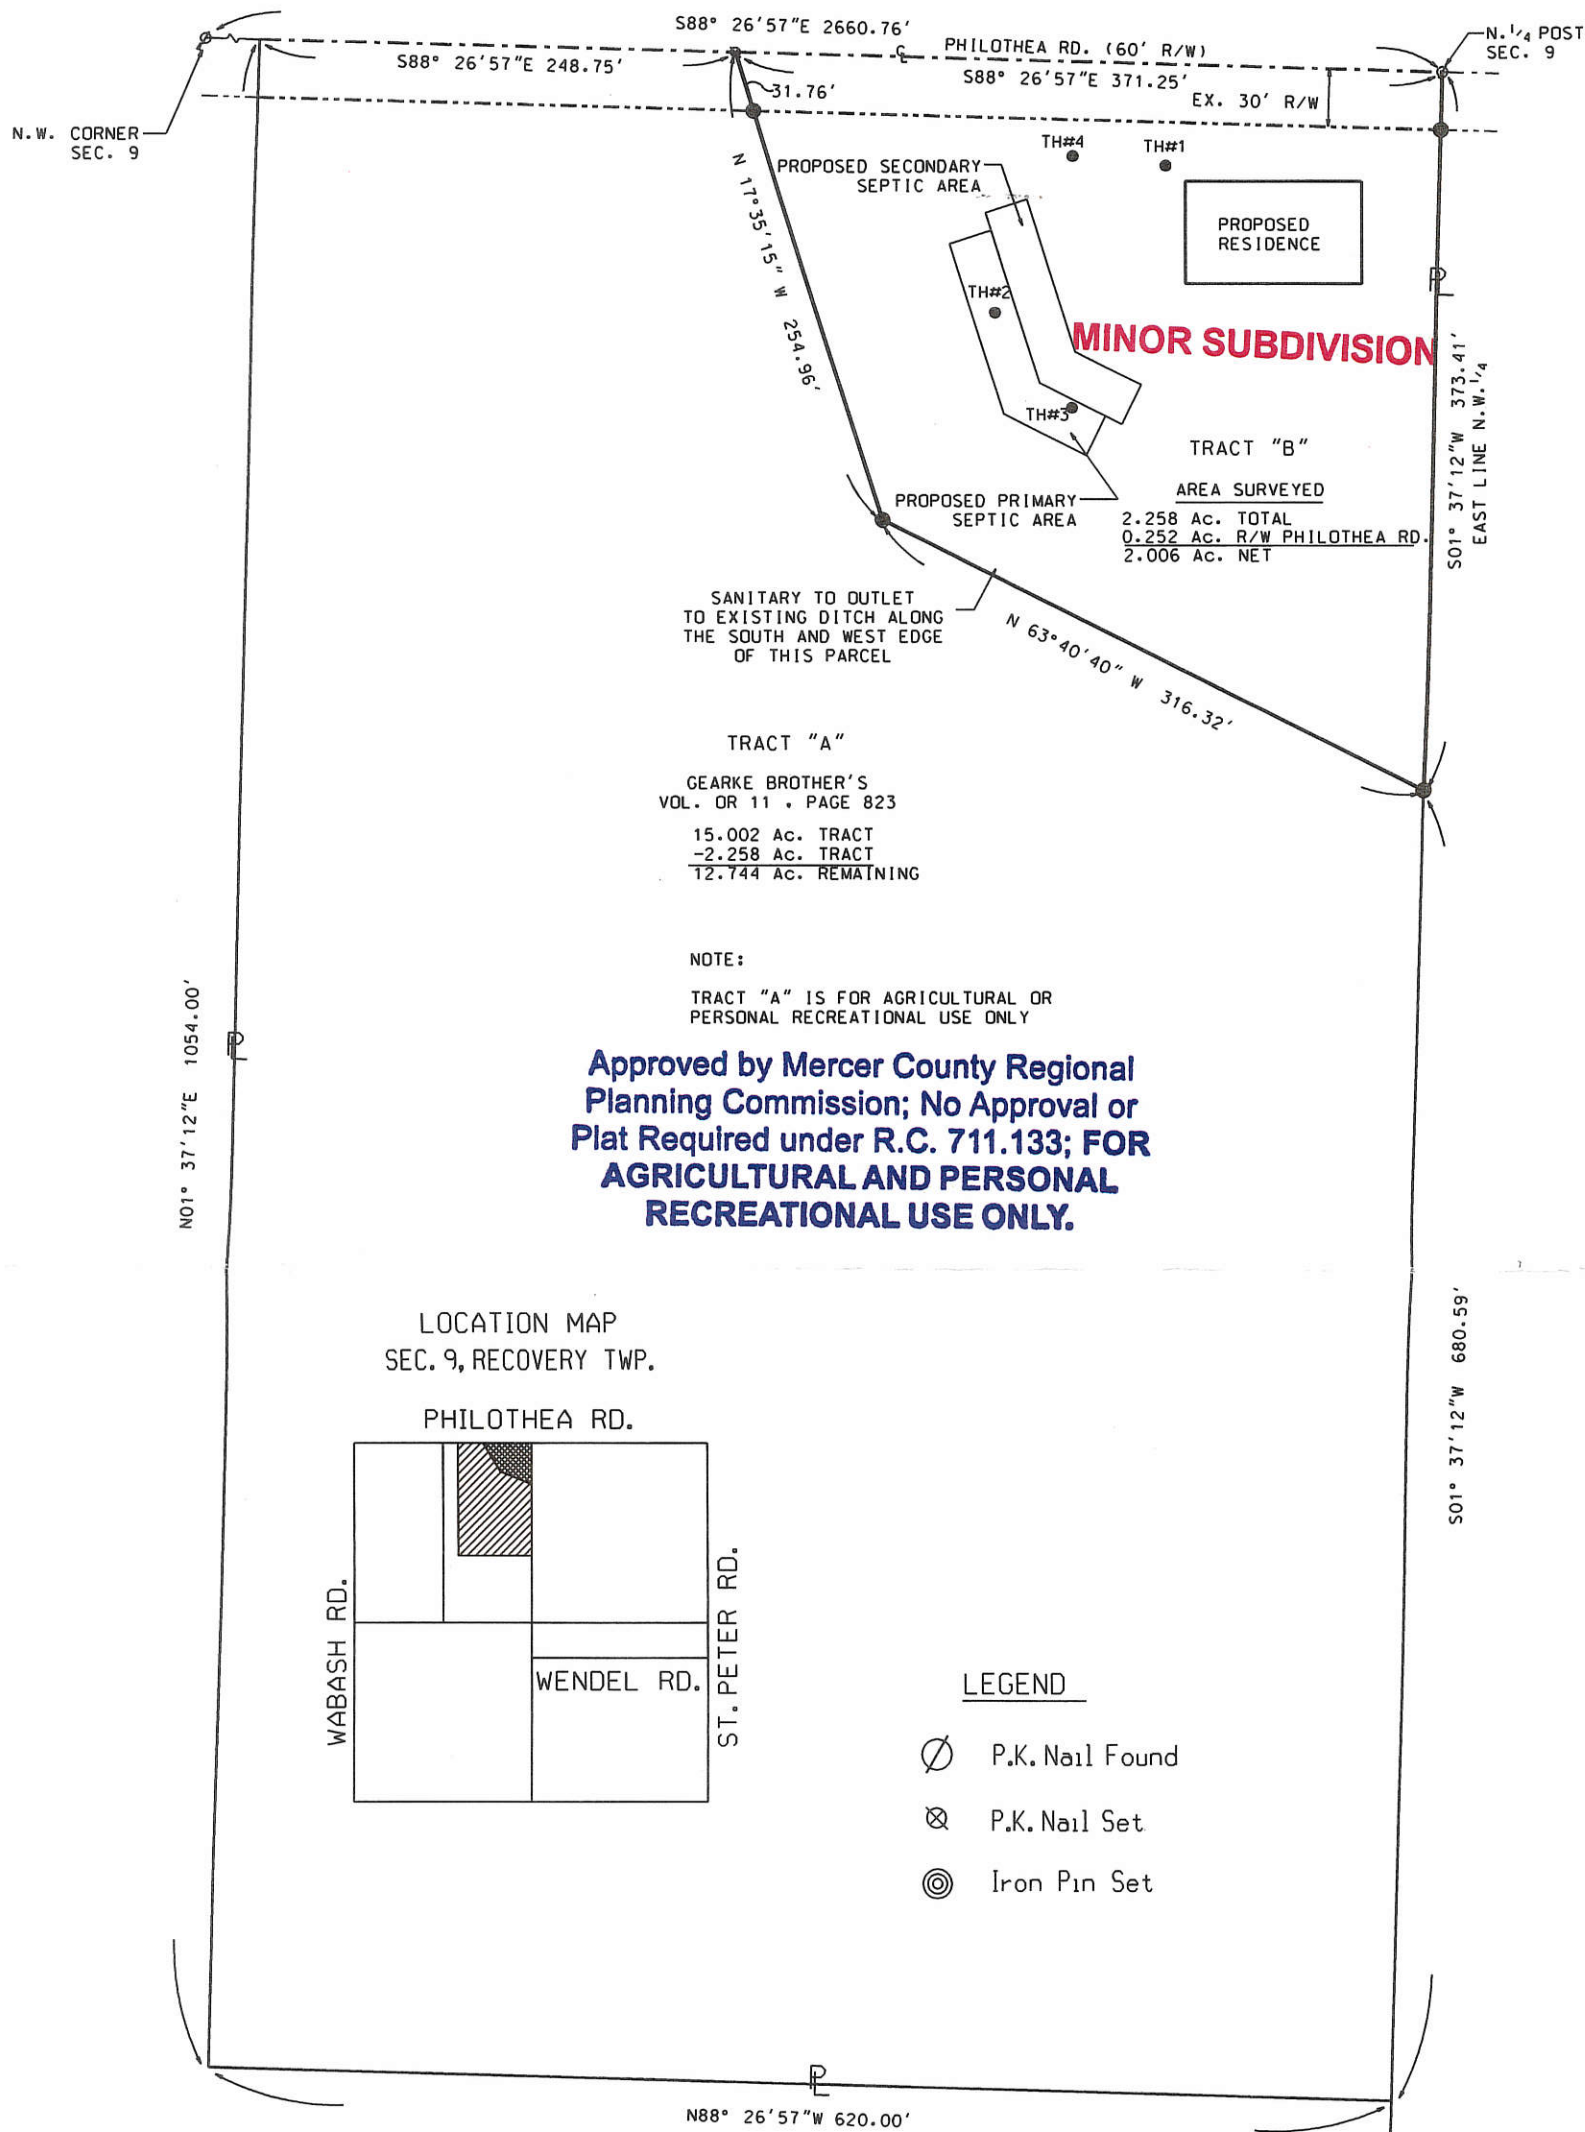 S88° 26'57"E 2660.76'
N.1/4 POST
SEC. 9
PHILOTHEA RD. (60' R/W)
S88° 26'57"E 248.75'
S88° 26'57"E 371.25'
31.76'
EX. 30' R/W
N.W. CORNER
SEC. 9
TH#4
TH#1
PROPOSED SECONDARY
SEPTIC AREA
N 17°35'15" W 254.96'
PROPOSED
RESIDENCE
TH#2
MINOR SUBDIVISION
S01° 37'12"W 373.41'
EAST LINE N.W.1/4
TH#3
TRACT "B"
AREA SURVEYED
PROPOSED PRIMARY
SEPTIC AREA
2.258 Ac. TOTAL
0.252 Ac. R/W PHILOTHEA RD.
2.006 Ac. NET
SANITARY TO OUTLET
TO EXISTING DITCH ALONG
THE SOUTH AND WEST EDGE
OF THIS PARCEL
N 63°40'40" W 316.32'
TRACT "A"
GEARKE BROTHER'S
VOL. OR 11 . PAGE 823
15.002 Ac. TRACT
-2.258 Ac. TRACT
12.744 Ac. REMAINING
NOTE:
TRACT "A" IS FOR AGRICULTURAL OR
PERSONAL RECREATIONAL USE ONLY
N01° 37'12"E 1054.00'
Approved by Mercer County Regional
Planning Commission; No Approval or
Plat Required under R.C. 711.133; FOR
AGRICULTURAL AND PERSONAL
RECREATIONAL USE ONLY.
S01° 37'12"W 680.59'
LOCATION MAP
SEC. 9, RECOVERY TWP.
PHILOTHEA RD.
WABASH RD.
ST. PETER RD.
WENDEL RD.
LEGEND
P.K. Nail Found
P.K. Nail Set
Iron Pin Set
N88° 26'57"W 620.00'